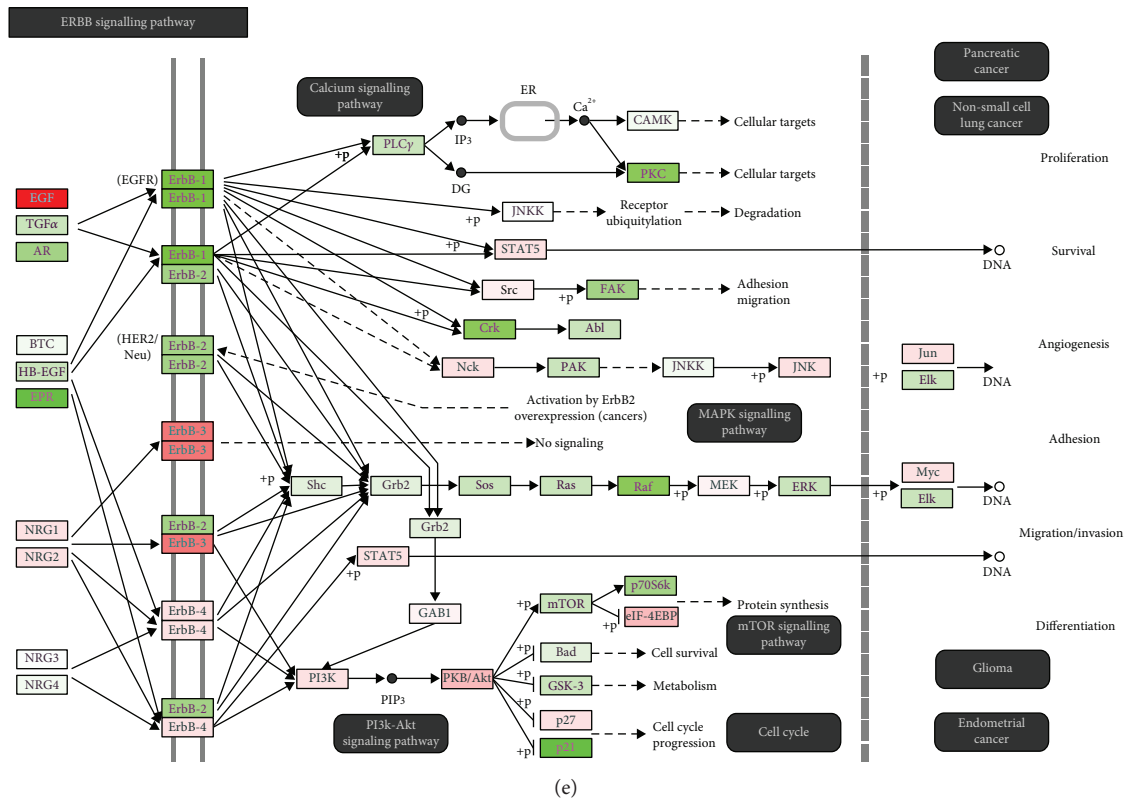 ERBB signalling pathway
Pancreatic
cancer
Calcium signalling
pathway
ER
Ca2+
Non-small cell
lung cancer
IP3
CAMK
Cellular targets
PLCγ
+p
Proliferation
(EGFR)
ErbB-1
ErbB-1
DG
PKC
Cellular targets
EGF
TGFα
AR
+p
JNKK
Receptor
ubiquitylation
Degradation
ErbB-1
ErbB-2
+p
STAT5
DNA
Survival
Src
+p
FAK
Adhesion
migration
+p
Crk
Abl
BTC
HB-EGF
EPR
(HER2/
Neu)
ErbB-2
ErbB-2
Nck
PAK
JNKK
+p
JNK
+p
Jun
Elk
DNA
Angiogenesis
Activation by ErbB2
overexpression (cancers)
MAPK signalling
pathway
ErbB-3
ErbB-3
No signaling
Adhesion
+p
Shc
Grb2
Sos
Ras
Raf
+p
MEK
+p
ERK
+p
Myc
Elk
DNA
NRG1
NRG2
ErbB-2
ErbB-3
Grb2
Migration/invasion
+p
STAT5
DNA
ErbB-4
ErbB-4
GAB1
+p
mTOR
p70S6k
+p
eIF-4EBP
Protein synthesis
mTOR signalling
pathway
Differentiation
NRG3
NRG4
+p
Bad
Cell survival
Glioma
PI3K
PIP3
PKB/Akt
+p
GSK-3
Metabolism
ErbB-2
ErbB-4
PI3k-Akt
signaling pathway
+p
p27
+p
p21
Cell cycle
progression
Cell cycle
Endometrial
cancer
(e)